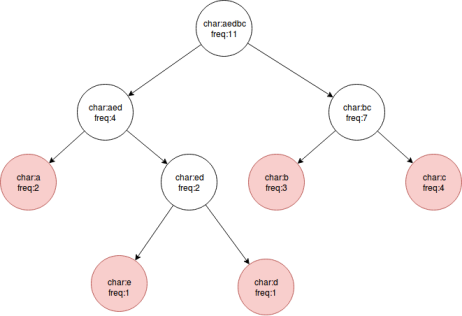 char:aedbc
freq:11
char:aed
freq:4
char:bc
freq:7
char:a
freq:2
char:ed
freq:2
char:b
freq:3
char:c
freq:4
char:e
freq:1
char:d
freq:1